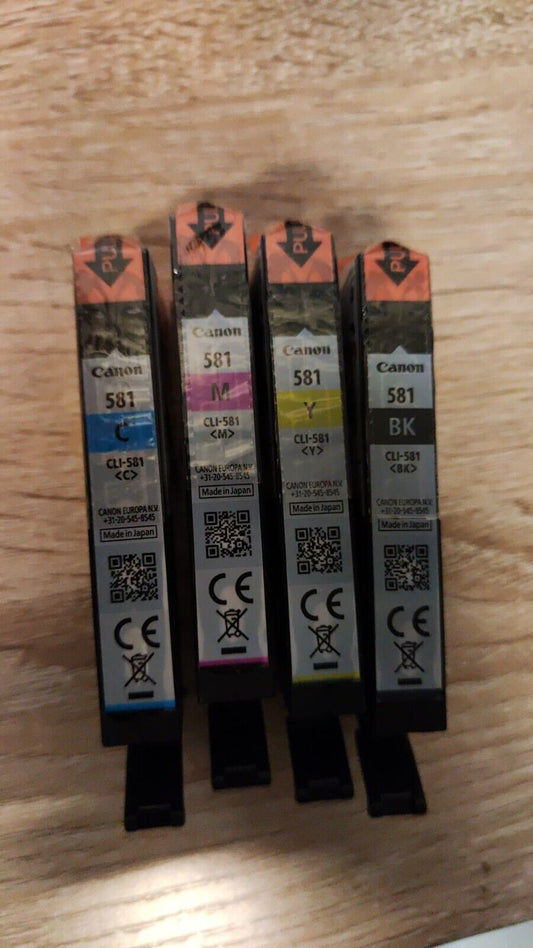 PU
Canon
581
C
CLI-581
<C>
CANON EUROPA N.V.
+31-20-545-8545
Made in Japan
CE
PU
Canon
581
M
CLI-581
<M>
CANON EUROPA N.V.
+31-20-545-8545
Made in Japan
CE
PU
Canon
581
Y
CLI-581
<Y>
CANON EUROPA N.V.
+31-20-545-8545
Made in Japan
CE
PU
Canon
581
BK
CLI-581
<BK>
CANON EUROPA N.V.
+31-20-545-8545
Made in Japan
CE